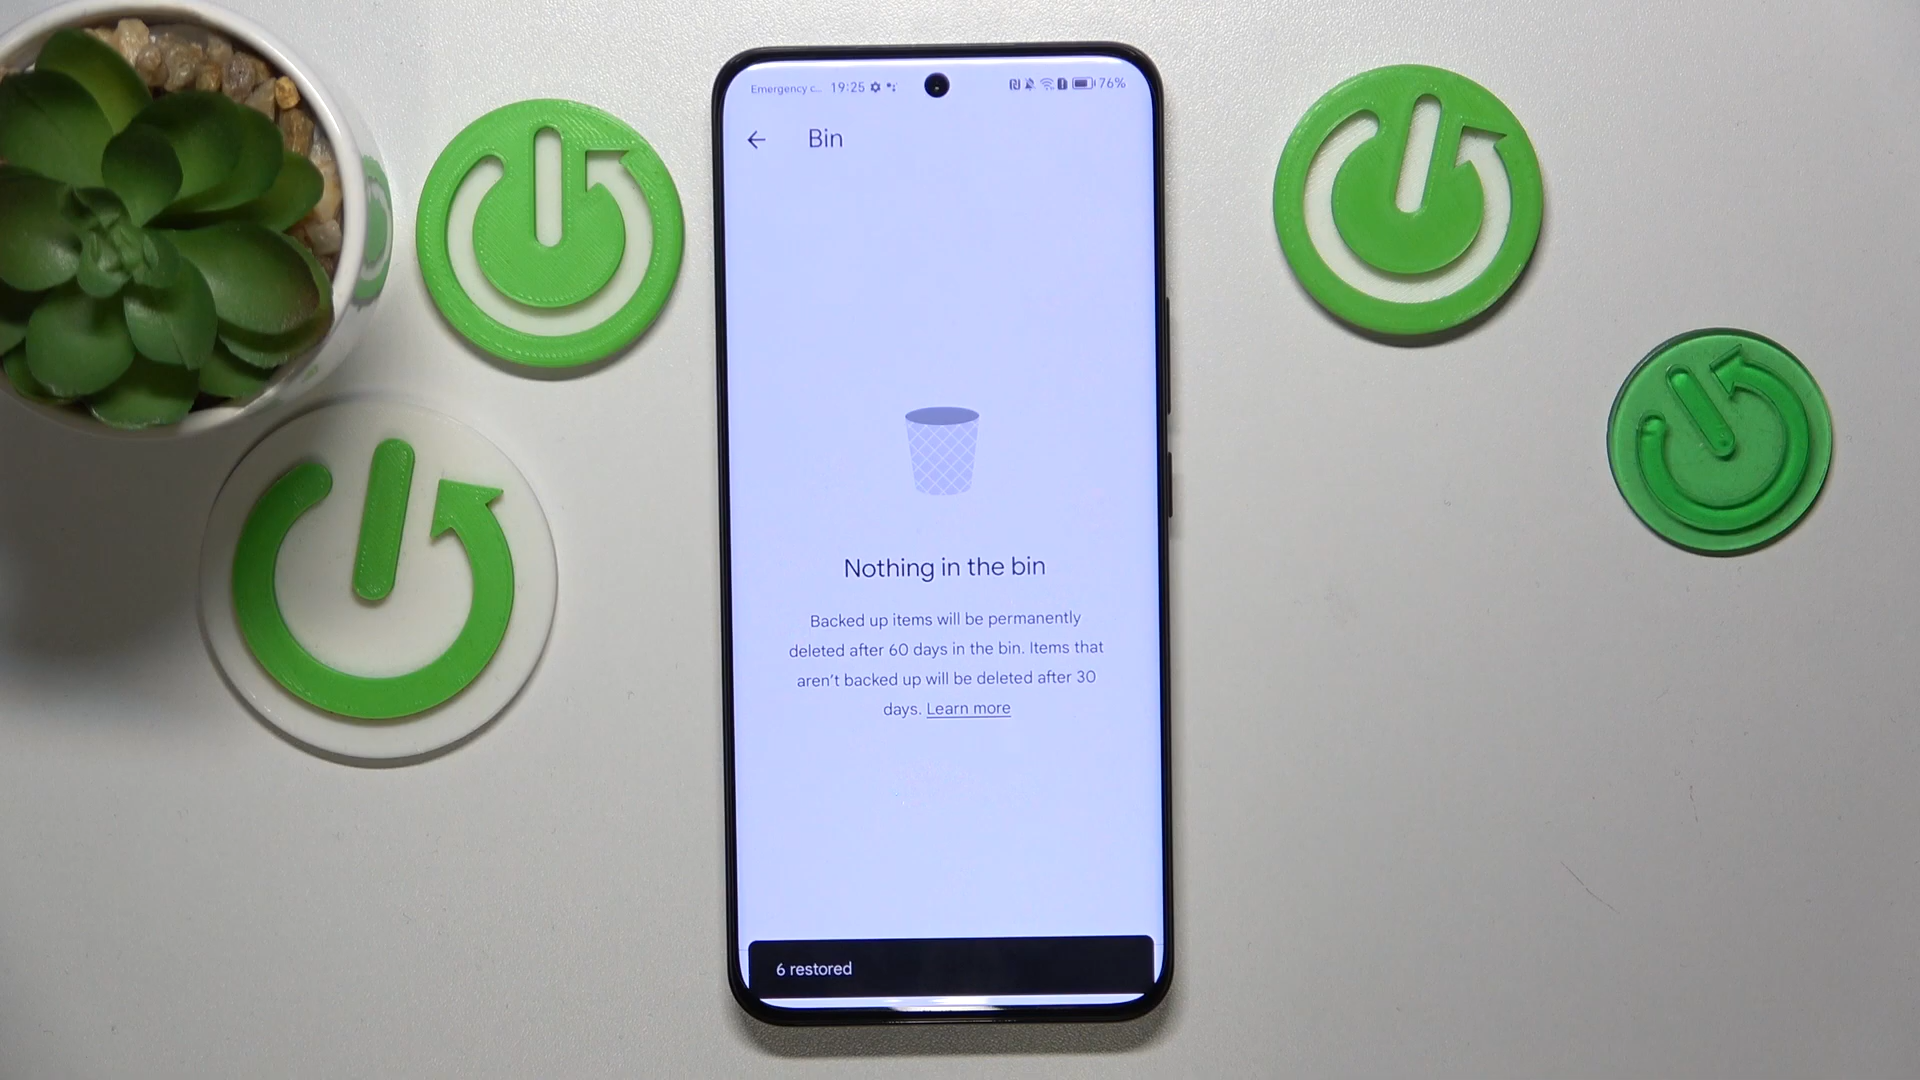 Emergency c... 19:25 76%
Bin
Nothing in the bin
Backed up items will be permanently
deleted after 60 days in the bin. Items that
aren't backed up will be deleted after 30
days. Learn more
6 restored